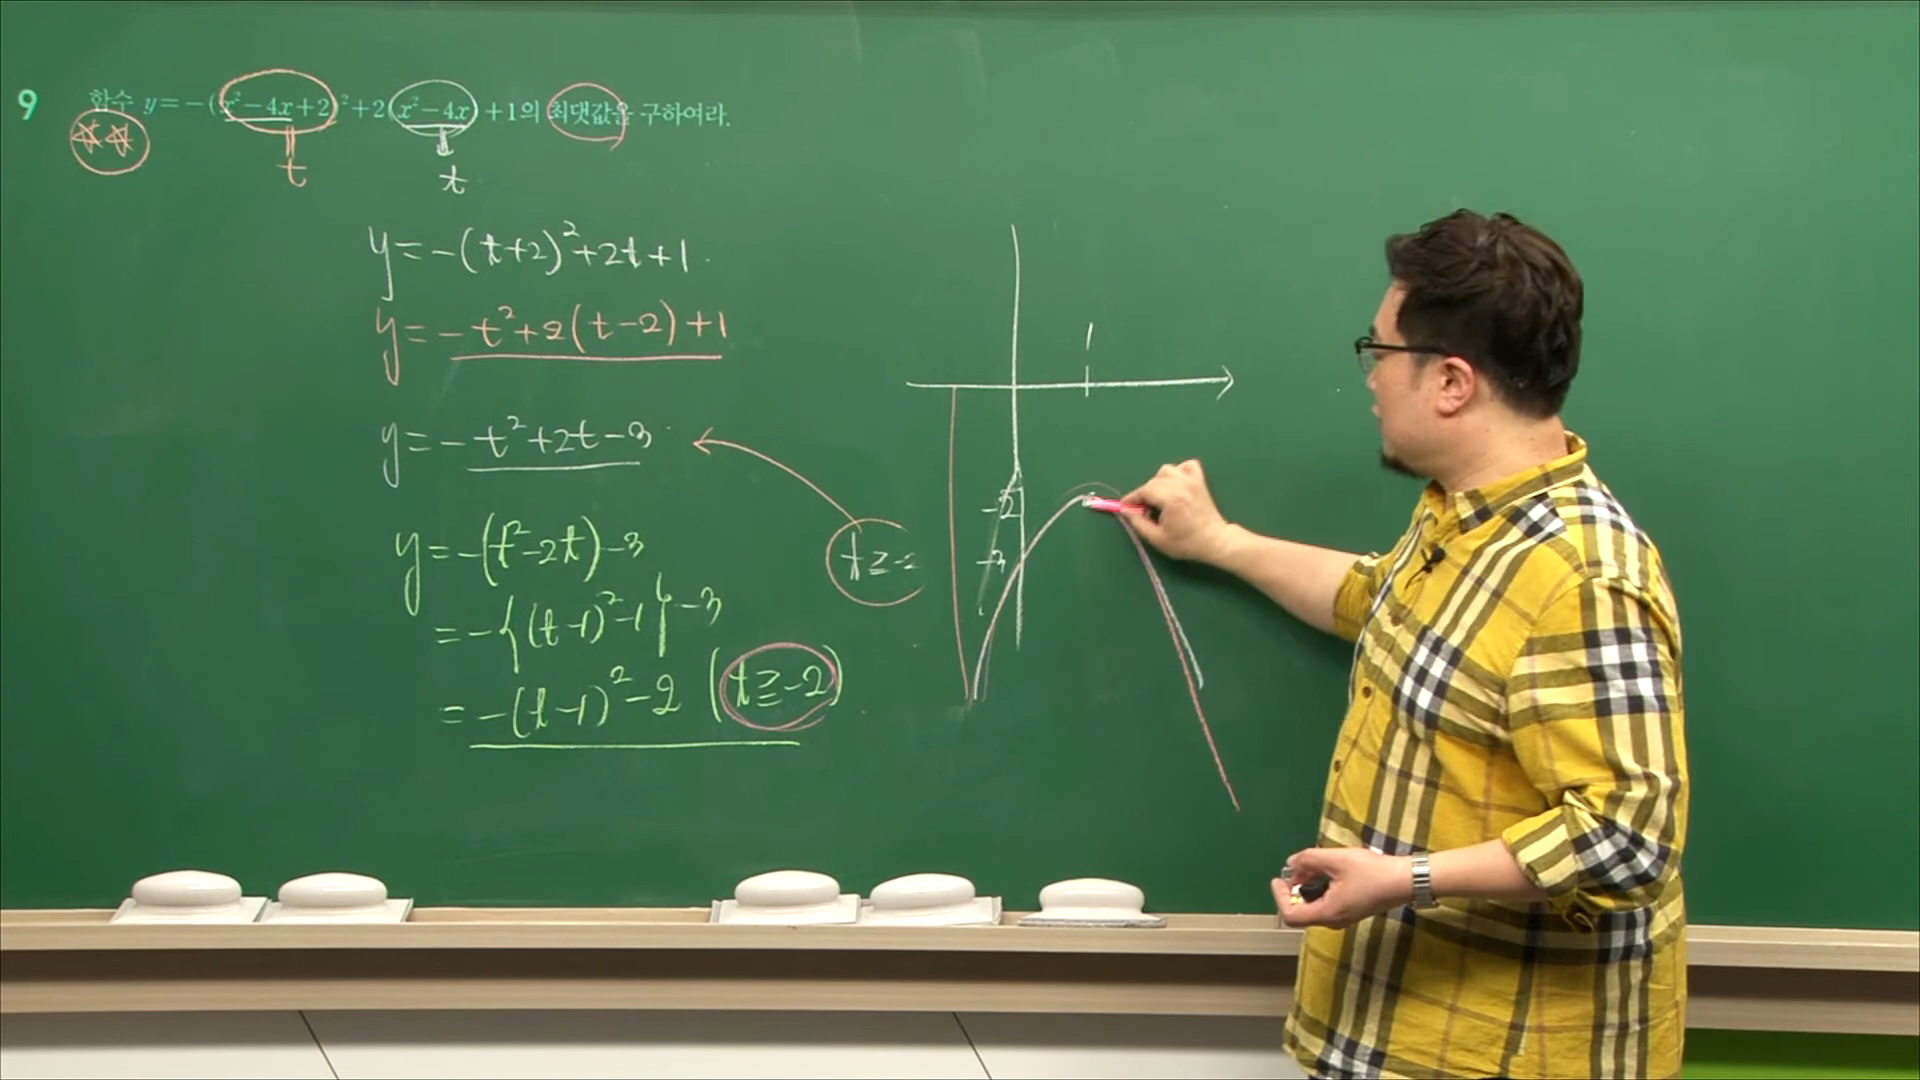 9 함수 y=-(x²-4x+2)²+2(x²-4x)+1의 최댓값을 구하여라.
t t
y=-(t+2)²+2t+1
y=-t²+2(t-2)+1
y=-t²+2t-3
t≥-2
y=-(t²-2t)-3
=-{(t-1)²-1}-3
=-(t-1)²-2 (t≥-2)
1
-2
-3